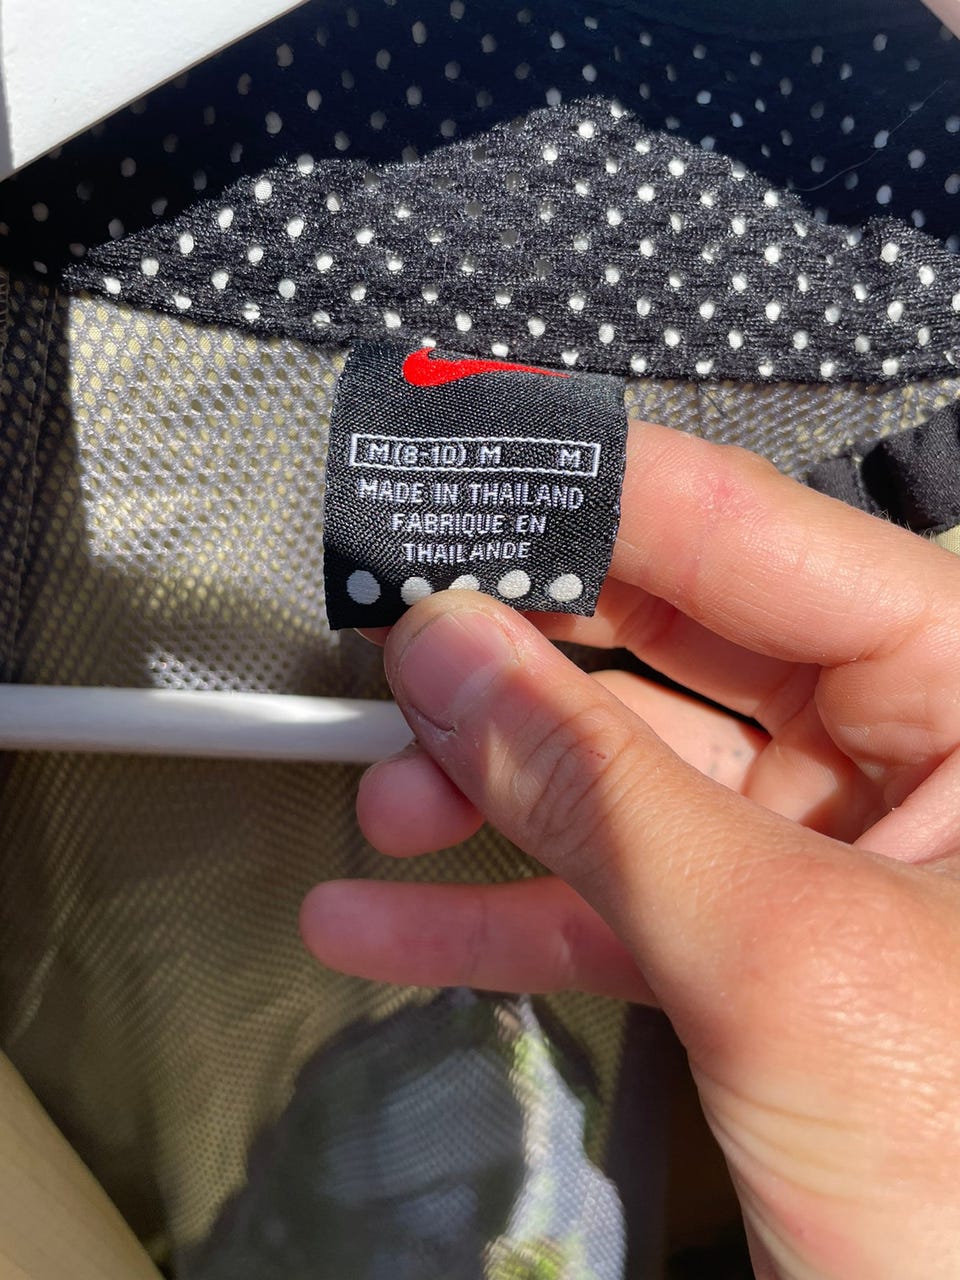 M(8-10) M M
MADE IN THAILAND
FABRIQUE EN
THAILANDE